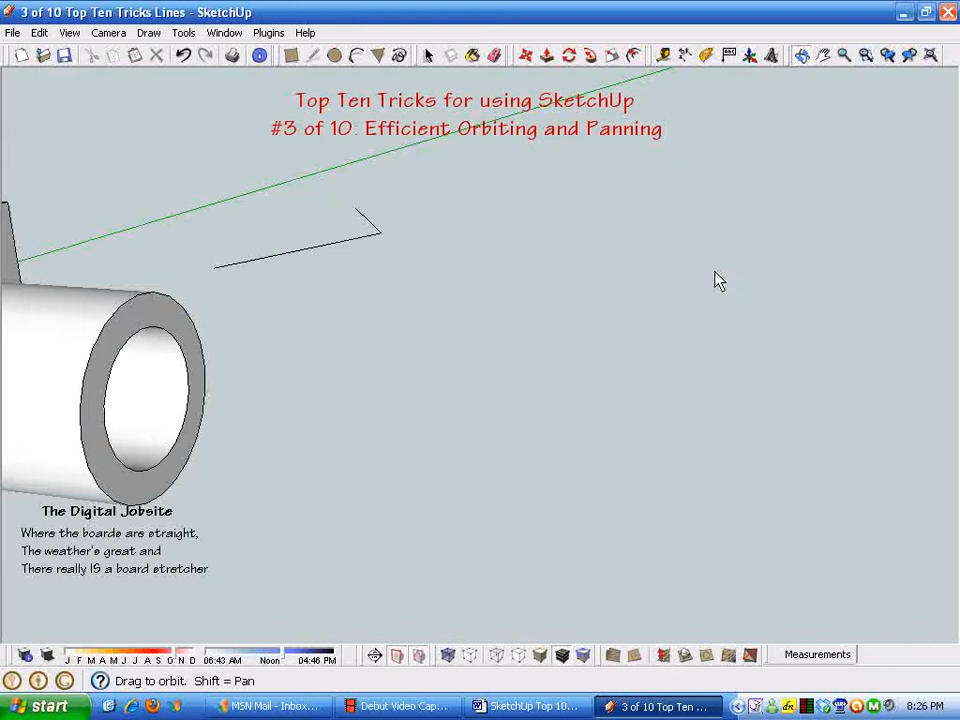 3 of 10 Top Ten Tricks Lines - SketchUp
File Edit View Camera Draw Tools Window Plugins Help
Top Ten Tricks for using SketchUp
#3 of 10: Efficient Orbiting and Panning
The Digital Jobsite
Where the boards are straight,
The weather's great and
There really IS a board stretcher
J F M A M J J A S O N D 06:43 AM Noon 04:46 PM Measurements
Drag to orbit. Shift = Pan
start MSN Mail - Inbox... Debut Video Cap... SketchUp Top 10... 3 of 10 Top Ten ... 8:26 PM